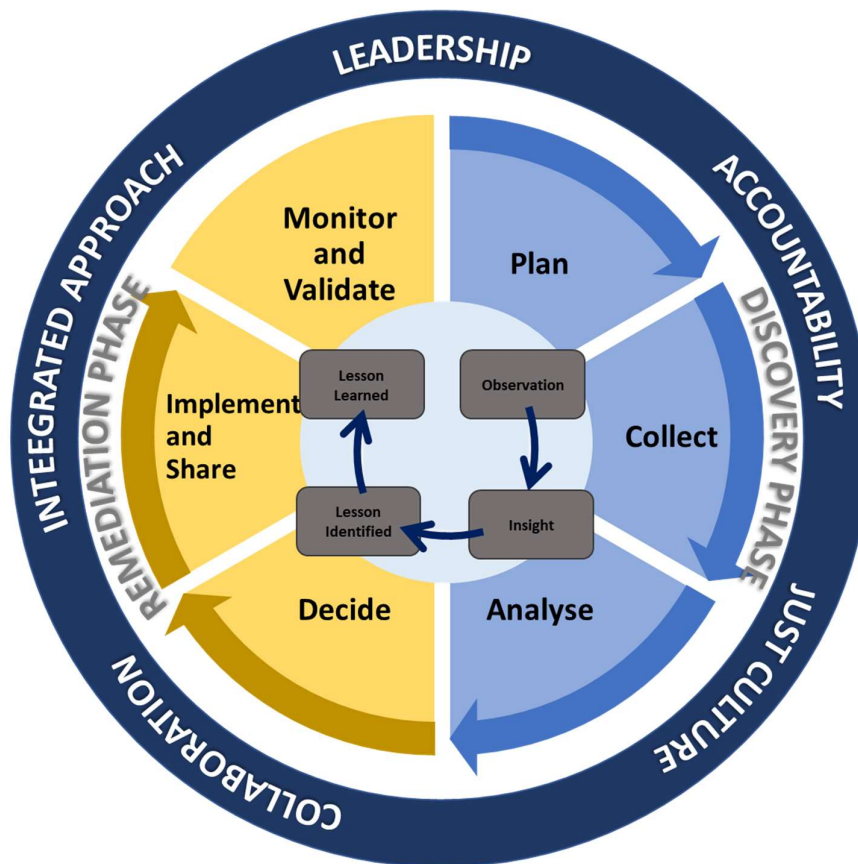 LEADERSHIP
ACCOUNTABILITY
JUST CULTURE
COLLABORATION
INTEEGRATED APPROACH
DISCOVERY PHASE
REMEDIATION PHASE
Plan
Collect
Analyse
Decide
Implement
and
Share
Monitor
and
Validate
Observation
Insight
Lesson
Identified
Lesson
Learned